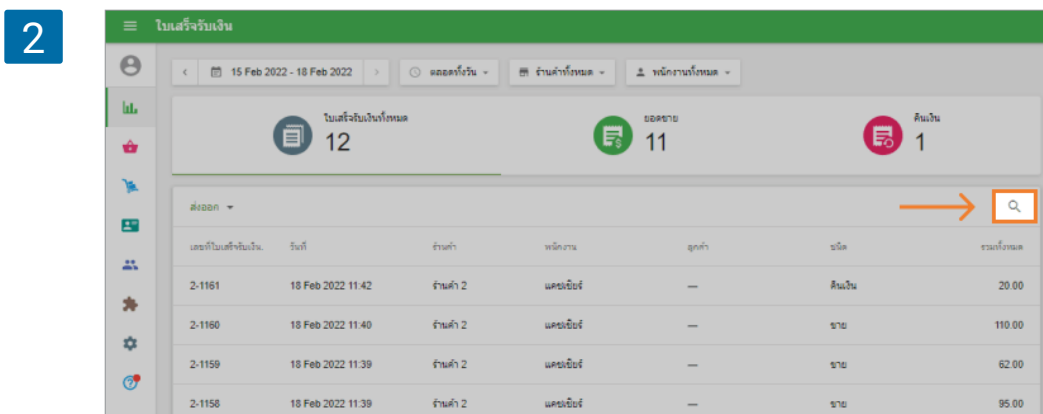 2
ใบเสร็จรับเงิน
15 Feb 2022 - 18 Feb 2022 ตลอดทั้งวัน ร้านค้าทั้งหมด พนักงานทั้งหมด
ใบเสร็จรับเงินทั้งหมด ยอดขาย คืนเงิน
12 11 1
ส่งออก
เลขที่ใบเสร็จรับเงิน. วันที่ ร้านค้า พนักงาน ลูกค้า ชนิด รวมทั้งหมด
2-1161 18 Feb 2022 11:42 ร้านค้า 2 แคชเชียร์ — คืนเงิน 20.00
2-1160 18 Feb 2022 11:40 ร้านค้า 2 แคชเชียร์ — ขาย 110.00
2-1159 18 Feb 2022 11:39 ร้านค้า 2 แคชเชียร์ — ขาย 62.00
2-1158 18 Feb 2022 11:39 ร้านค้า 2 แคชเชียร์ — ขาย 95.00